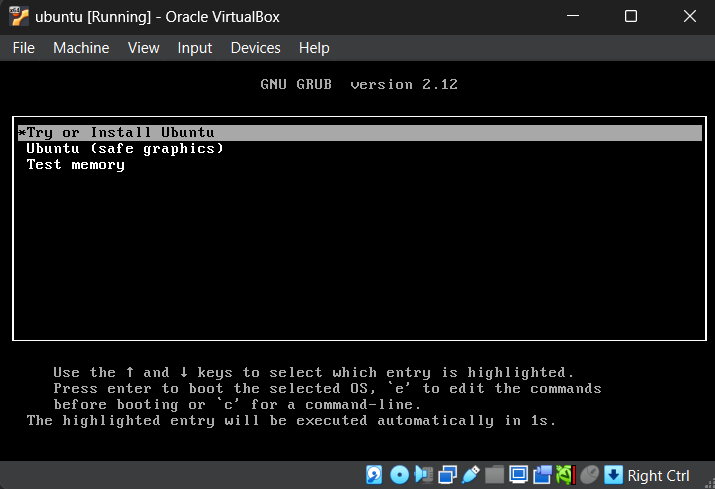 ubuntu [Running] - Oracle VirtualBox
File Machine View Input Devices Help
GNU GRUB version 2.12
*Try or Install Ubuntu
Ubuntu (safe graphics)
Test memory
Use the ↑ and ↓ keys to select which entry is highlighted.
Press enter to boot the selected OS, `e' to edit the commands
before booting or `c' for a command-line.
The highlighted entry will be executed automatically in 1s.
Right Ctrl